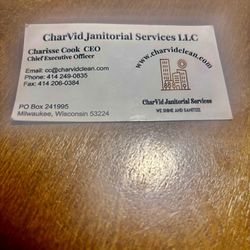 CharVid Janitorial Services LLC
Charisse Cook CEO
Chief Executive Officer
Email: cc@charvidclean.com
Phone: 414 249-0835
Fax: 414 206-0384
www.charvidclean.com
CharVid Janitorial Services
WE SHINE AND SANITIZE
PO Box 241995
Milwaukee, Wisconsin 53224